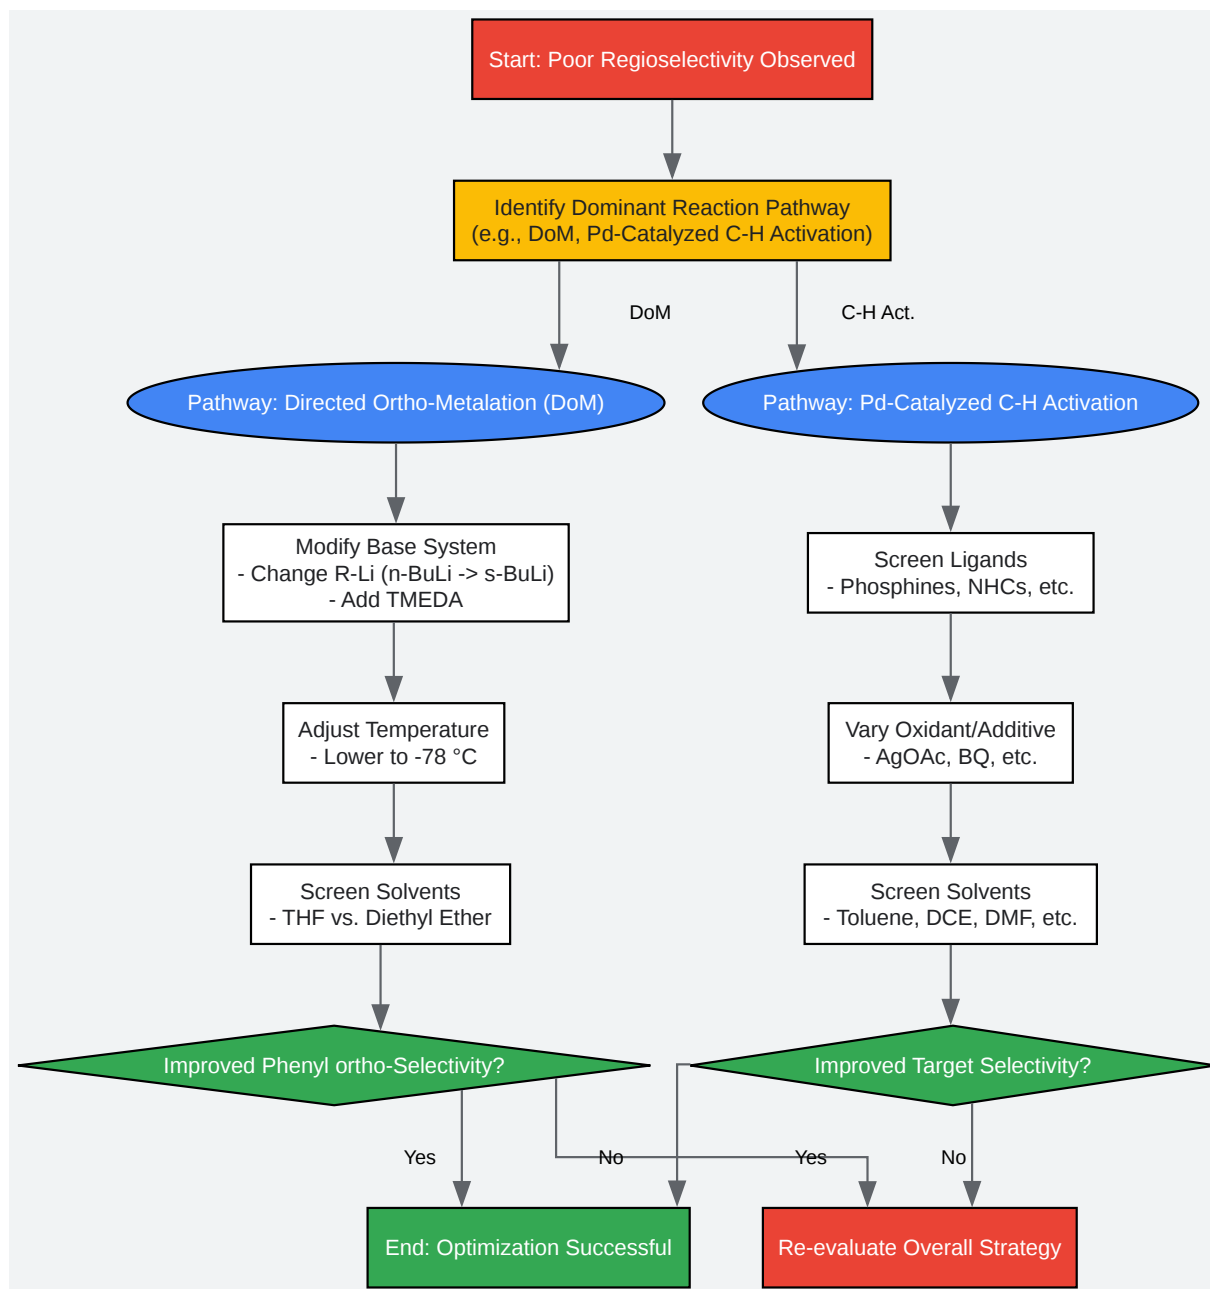 Start: Poor Regioselectivity Observed
Identify Dominant Reaction Pathway
(e.g., DoM, Pd-Catalyzed C-H Activation)
DoM
C-H Act.
Pathway: Directed Ortho-Metalation (DoM)
Pathway: Pd-Catalyzed C-H Activation
Modify Base System
- Change R-Li (n-BuLi -> s-BuLi)
- Add TMEDA
Screen Ligands
- Phosphines, NHCs, etc.
Adjust Temperature
- Lower to -78 °C
Vary Oxidant/Additive
- AgOAc, BQ, etc.
Screen Solvents
- THF vs. Diethyl Ether
Screen Solvents
- Toluene, DCE, DMF, etc.
Improved Phenyl ortho-Selectivity?
Improved Target Selectivity?
Yes
No
Yes
No
End: Optimization Successful
Re-evaluate Overall Strategy